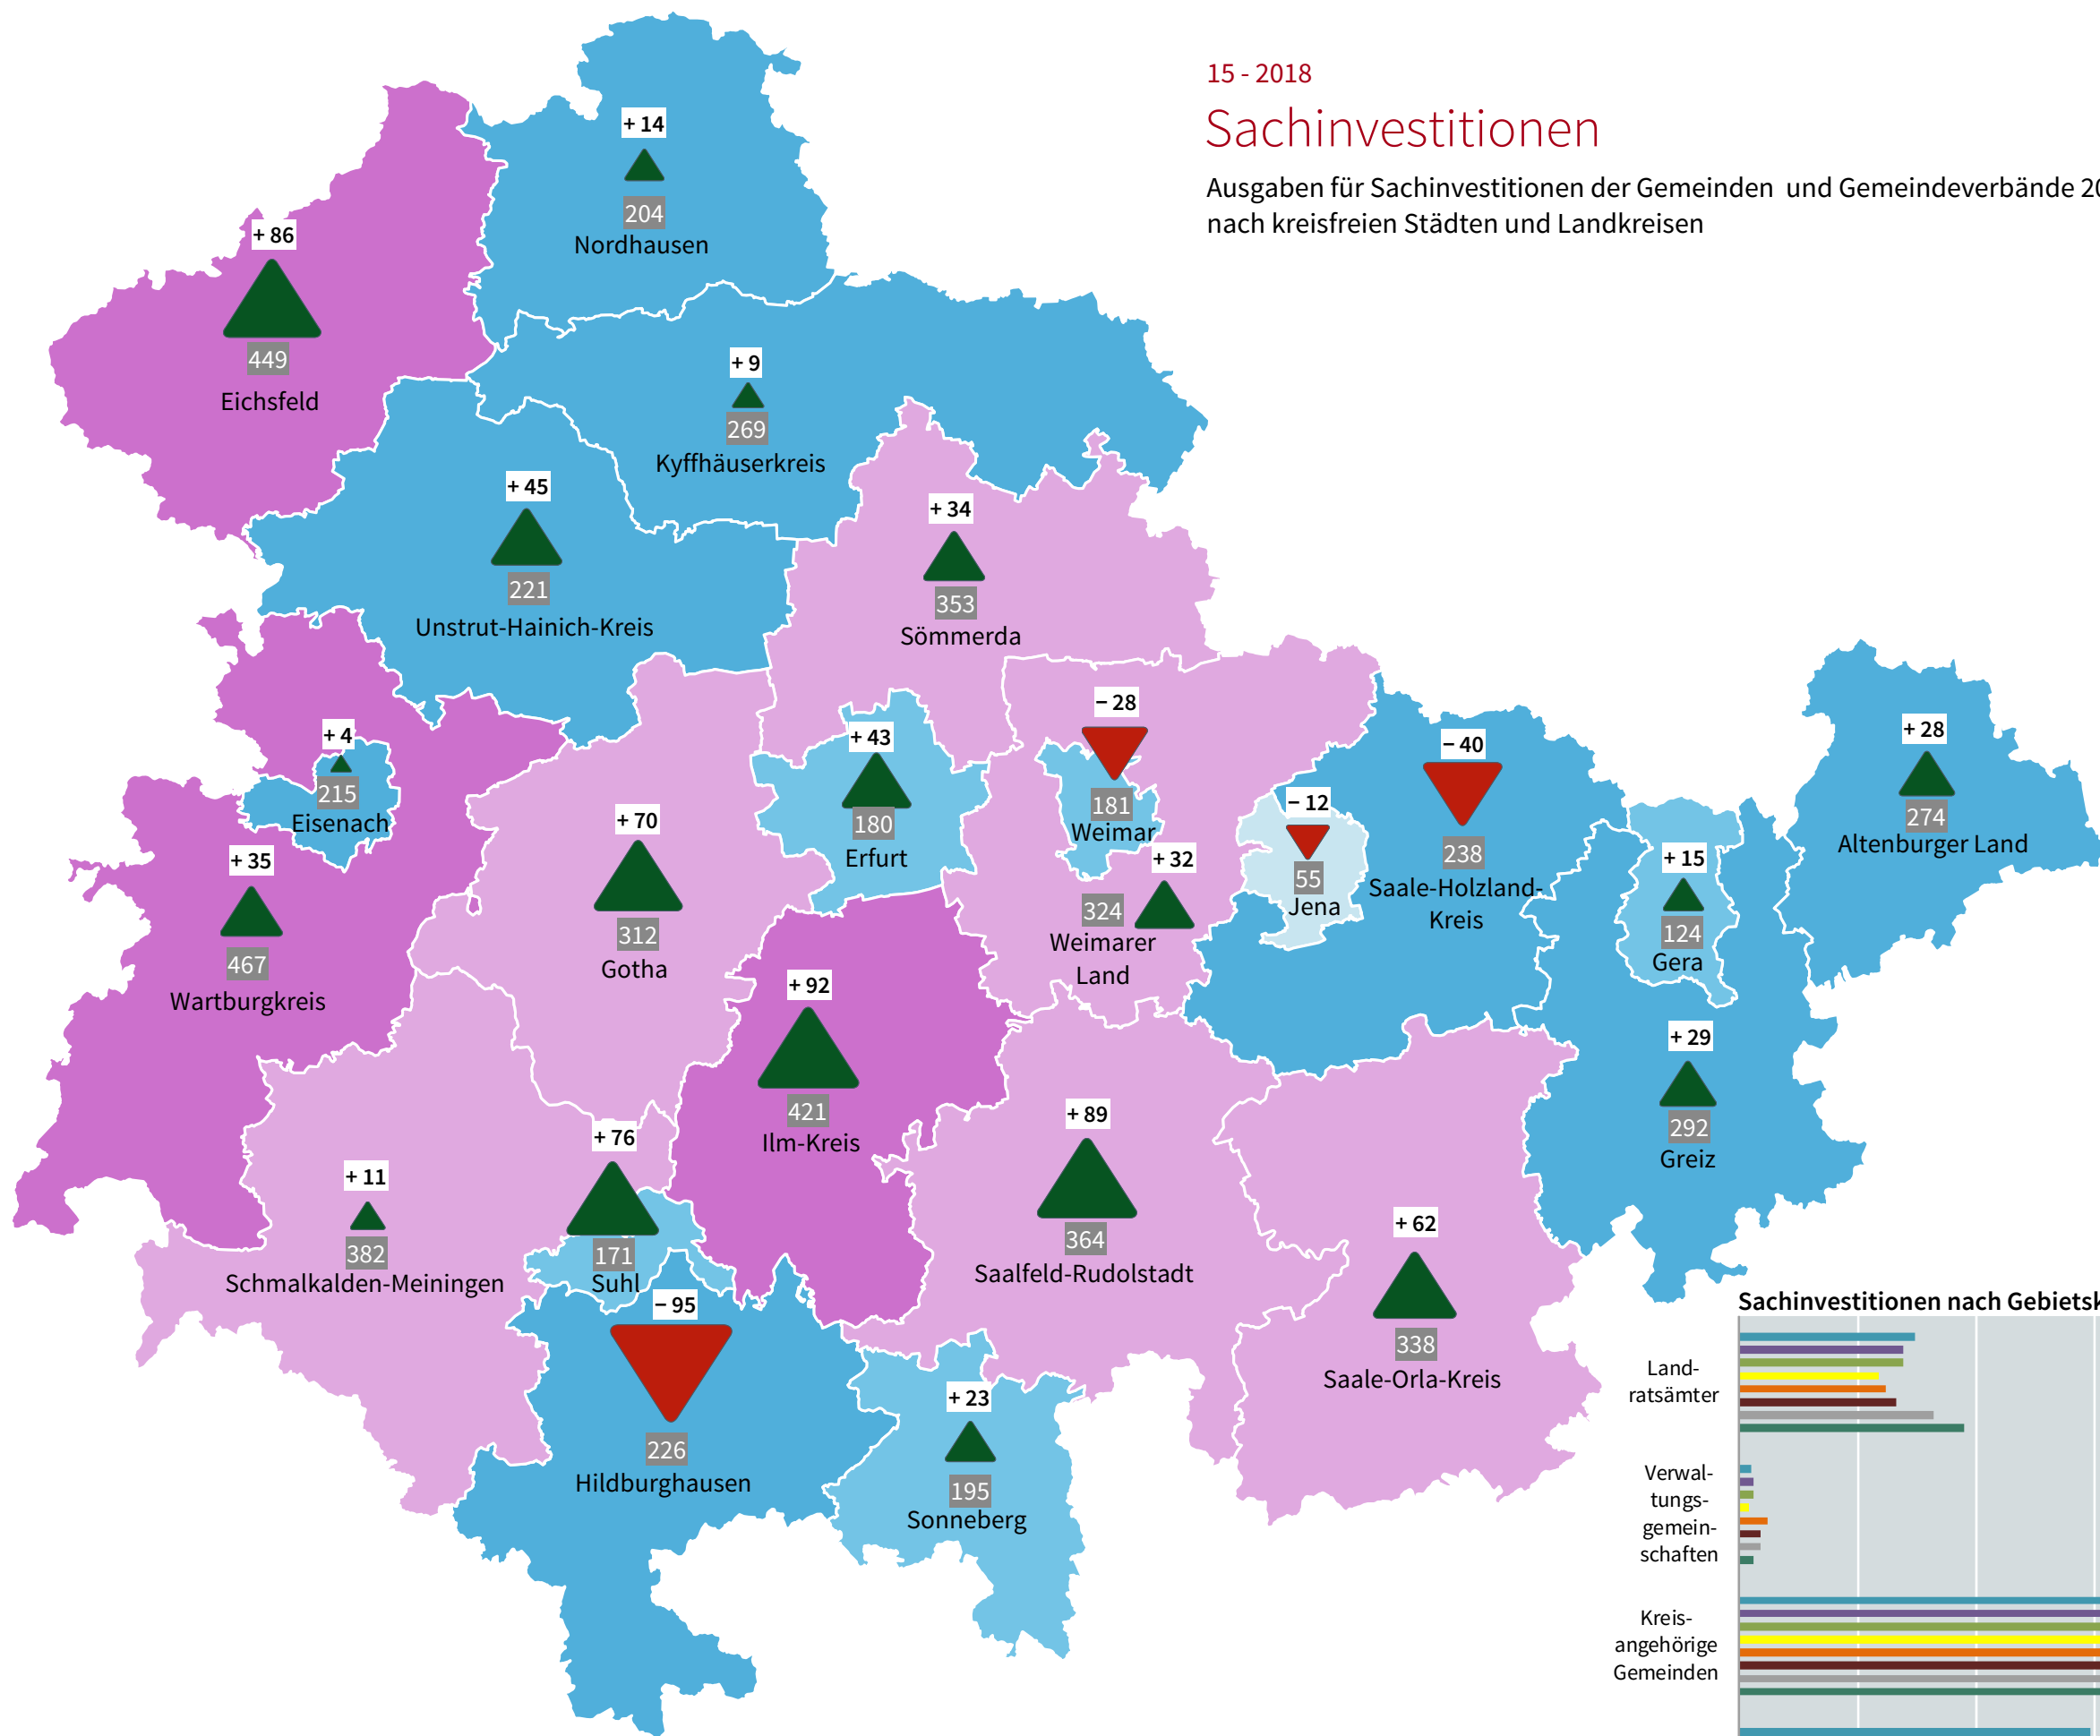 15 - 2018
Sachinvestitionen
Ausgaben für Sachinvestitionen der Gemeinden und Gemeindeverbände
nach kreisfreien Städten und Landkreisen
+ 14
204
Nordhausen
+ 86
449
Eichsfeld
+ 9
269
Kyffhäuserkreis
+ 45
221
Unstrut-Hainich-Kreis
+ 34
353
Sömmerda
+ 4
215
Eisenach
+ 35
467
Wartburgkreis
+ 70
312
Gotha
+ 43
180
Erfurt
− 28
181
Weimar
+ 32
324
Weimarer
Land
− 12
55
Jena
− 40
238
Saale-Holzland-
Kreis
+ 15
124
Gera
+ 28
274
Altenburger Land
+ 29
292
Greiz
+ 92
421
Ilm-Kreis
+ 89
364
Saalfeld-Rudolstadt
+ 62
338
Saale-Orla-Kreis
+ 76
171
Suhl
+ 11
382
Schmalkalden-Meiningen
− 95
226
Hildburghausen
+ 23
195
Sonneberg
Sachinvestitionen nach
Land-
ratsämter
Verwal-
tungs-
gemein-
schaften
Kreis-
angehörige
Gemeinden